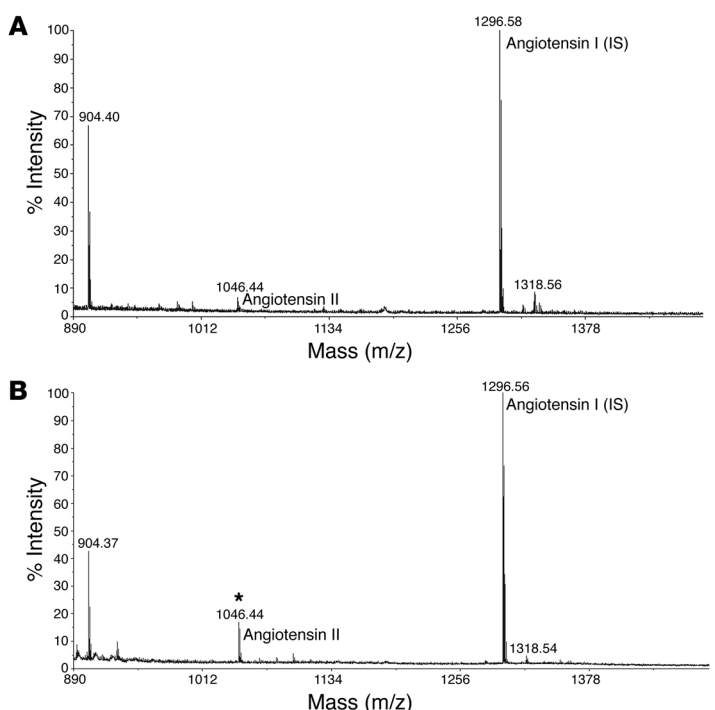 A
1296.58
Angiotensin I (IS)
100
90
80
904.40
70
60
% Intensity
50
40
30
20
1318.56
1046.44
10
Angiotensin II
0
890 1012 1134 1256 1378
Mass (m/z)
B
1296.56
100
Angiotensin I (IS)
90
80
70
60
% Intensity
50
904.37
40
30
*
20
1046.44
Angiotensin II
10
1318.54
0
890 1012 1134 1256 1378
Mass (m/z)